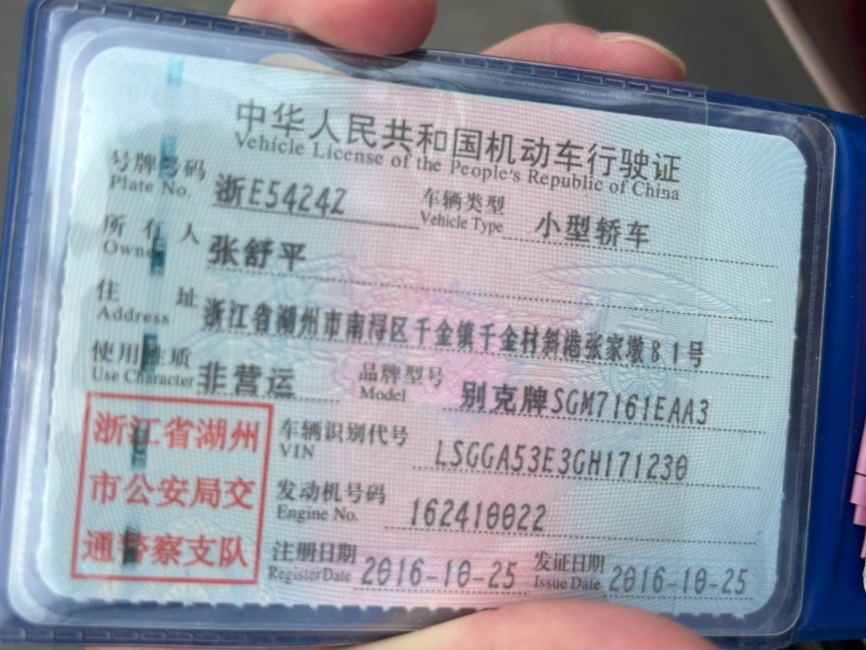 中华人民共和国机动车行驶证
Vehicle License of the People's Republic of China
号牌号码 浙E5424Z 车辆类型 小型轿车
Plate No. Vehicle Type
所有人 张舒平
Owner
住址 浙江省湖州市南浔区千金镇千金村斜港张家墩81号
Address
使用性质 非营运 品牌型号 别克牌SGM7161EAA3
Use Character Model
浙江省湖州
市公安局交
通警察支队
车辆识别代号 LSGGA53E3GH171230
VIN
发动机号码 162410022
Engine No.
注册日期 2016-10-25 发证日期 2016-10-25
Register Date Issue Date